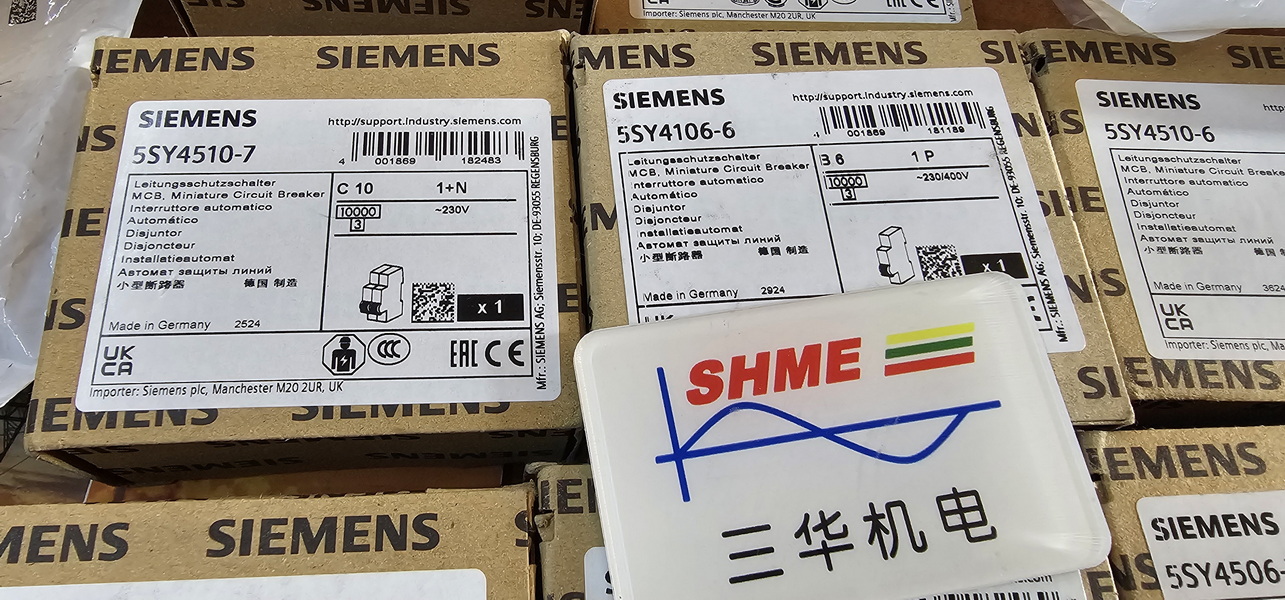 Importer: Siemens plc, Manchester M20 2UR, UK
SIEMENS
SIEMENS
SIEMENS
SIEMENS
http://support.industry.siemens.com
5SY4510-7
4 001869 182483
Leitungsschutzschalter
MCB, Miniature Circuit Breaker
Interruttore automatico
Automático
Disjuntor
Disjoncteur
Installatieautomat
Автомат защиты линий
小型断路器 德国 制造
C 10 1+N
10000 ~230V
3
x 1
Made in Germany 2524
UK
CA
CCC EAC CE
Importer: Siemens plc, Manchester M20 2UR, UK
Mfr.: SIEMENS AG; Siemensstr. 10; DE-93055 REGENSBURG
SIEMENS
http://support.industry.siemens.com
5SY4106-6
4 001869 181189
Leitungsschutzschalter
MCB, Miniature Circuit Breaker
Interruttore automatico
Automático
Disjuntor
Disjoncteur
Installatieautomat
Автомат защиты линий
小型断路器 德国 制造
B 6 1 P
10000 ~230/400V
3
x 1
Made in Germany 2924
Mfr.: SIEMENS AG; Siemensstr. 10; DE-93055 REGENSBURG
SIEMENS
5SY4510-6
Leitungsschutzschalter
MCB, Miniature Circuit
Interruttore automatico
Automático
Disjuntor
Disjoncteur
Installatieautomat
Автомат защиты линий
小型断路器
Made in Germany
UK
CA
Importer: Siemens plc, Manchester
SHME
三华机电
SIEMENS
SIEMENS
SIEMENS
5SY4506-